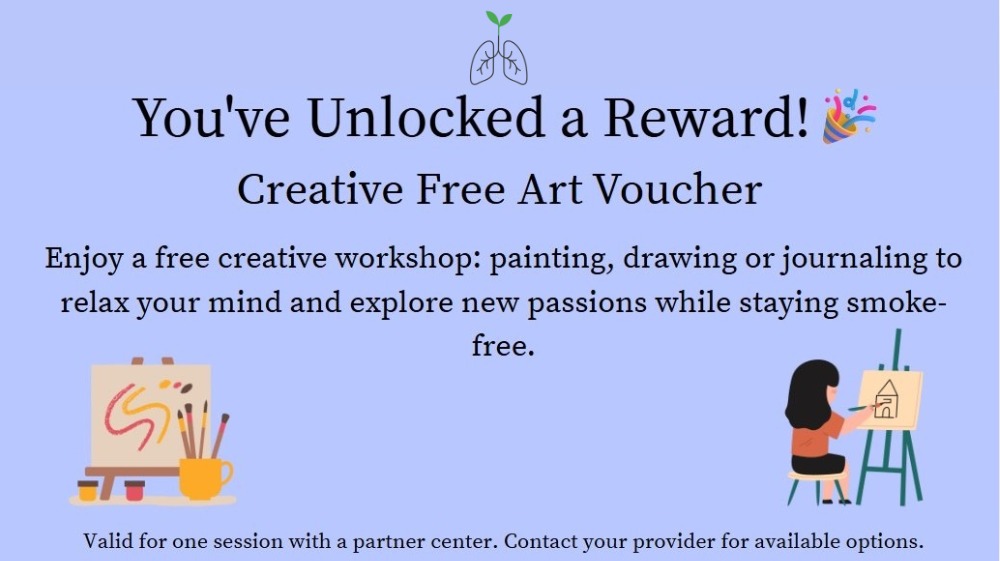 You've Unlocked a Reward! 🎉
Creative Free Art Voucher
Enjoy a free creative workshop: painting, drawing or journaling to
relax your mind and explore new passions while staying smoke-
free.
Valid for one session with a partner center. Contact your provider for available options.